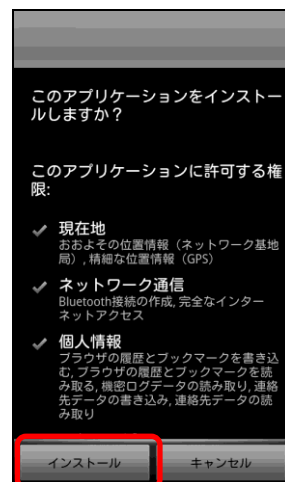 このアプリケーションをインストー
ルしますか？
このアプリケーションに許可する権
限:
現在地
おおよその位置情報（ネットワーク基地
局）, 精細な位置情報（GPS）
ネットワーク通信
Bluetooth接続の作成, 完全なインター
ネットアクセス
個人情報
ブラウザの履歴とブックマークを書き込
む, ブラウザの履歴とブックマークを読
み取る, 機密ログデータの読み取り, 連絡
先データの書き込み, 連絡先データの読
み取り
インストール
キャンセル